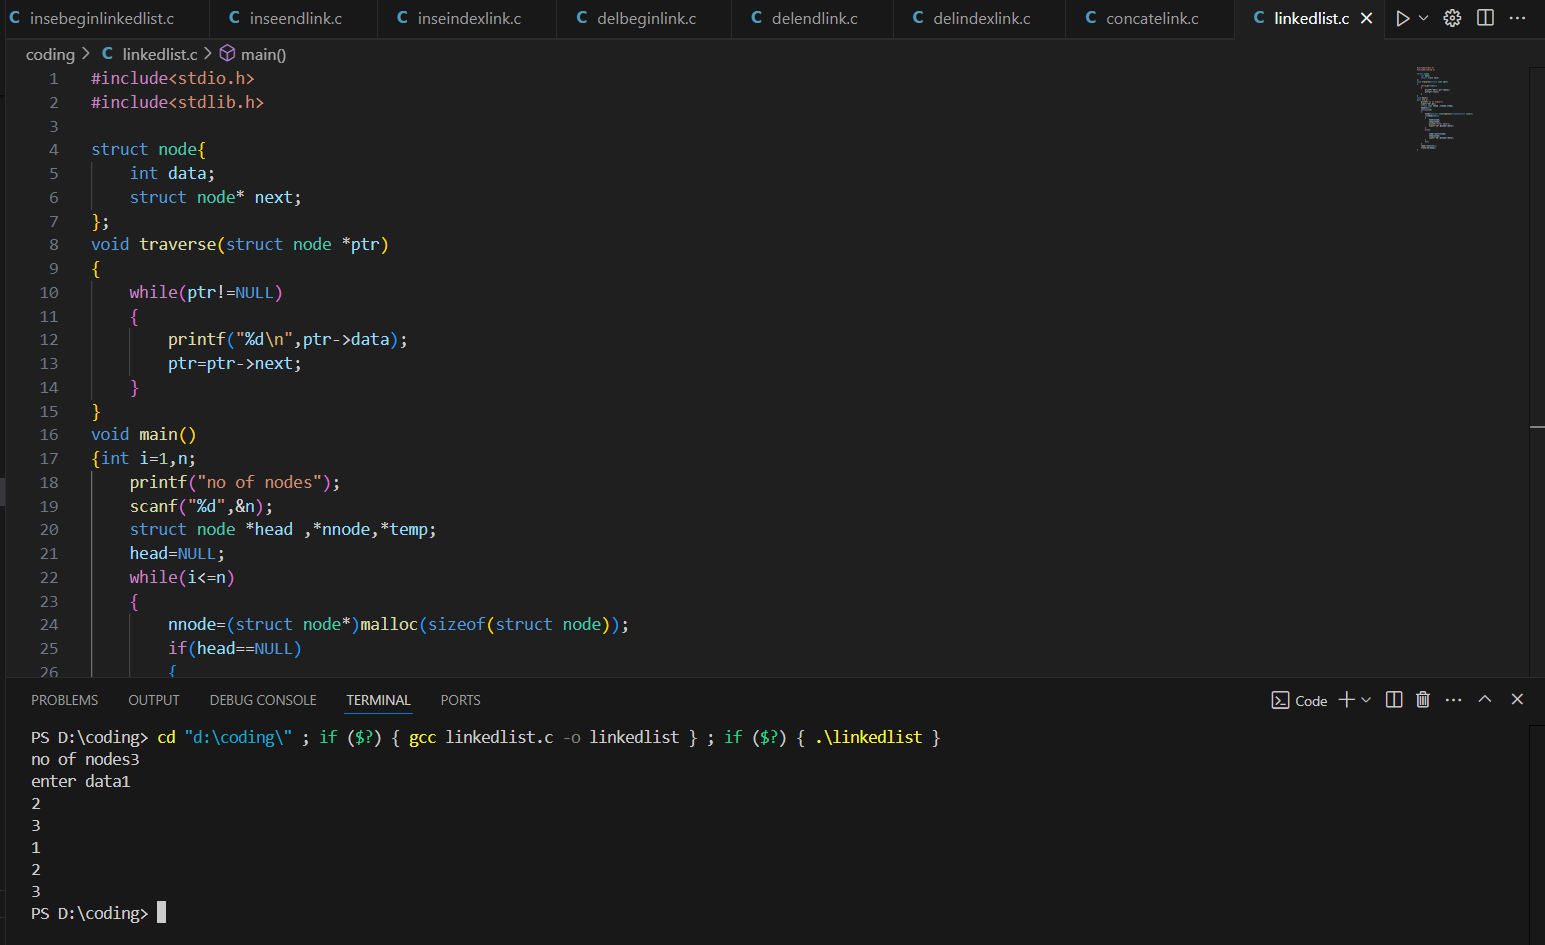 C insebeginlinkedlist.c C inseendlink.c C inseindexlink.c C delbeginlink.c C delendlink.c C delindexlink.c C concatelink.c C linkedlist.c
coding > C linkedlist.c > main()
1 #include<stdio.h>
2 #include<stdlib.h>
3
4 struct node{
5 int data;
6 struct node* next;
7 };
8 void traverse(struct node *ptr)
9 {
10 while(ptr!=NULL)
11 {
12 printf("%d\n",ptr->data);
13 ptr=ptr->next;
14 }
15 }
16 void main()
17 {int i=1,n;
18 printf("no of nodes");
19 scanf("%d",&n);
20 struct node *head ,*nnode,*temp;
21 head=NULL;
22 while(i<=n)
23 {
24 nnode=(struct node*)malloc(sizeof(struct node));
25 if(head==NULL)
26 {
PROBLEMS OUTPUT DEBUG CONSOLE TERMINAL PORTS Code
PS D:\coding> cd "d:\coding\" ; if ($?) { gcc linkedlist.c -o linkedlist } ; if ($?) { .\linkedlist }
no of nodes3
enter data1
2
3
1
2
3
PS D:\coding>